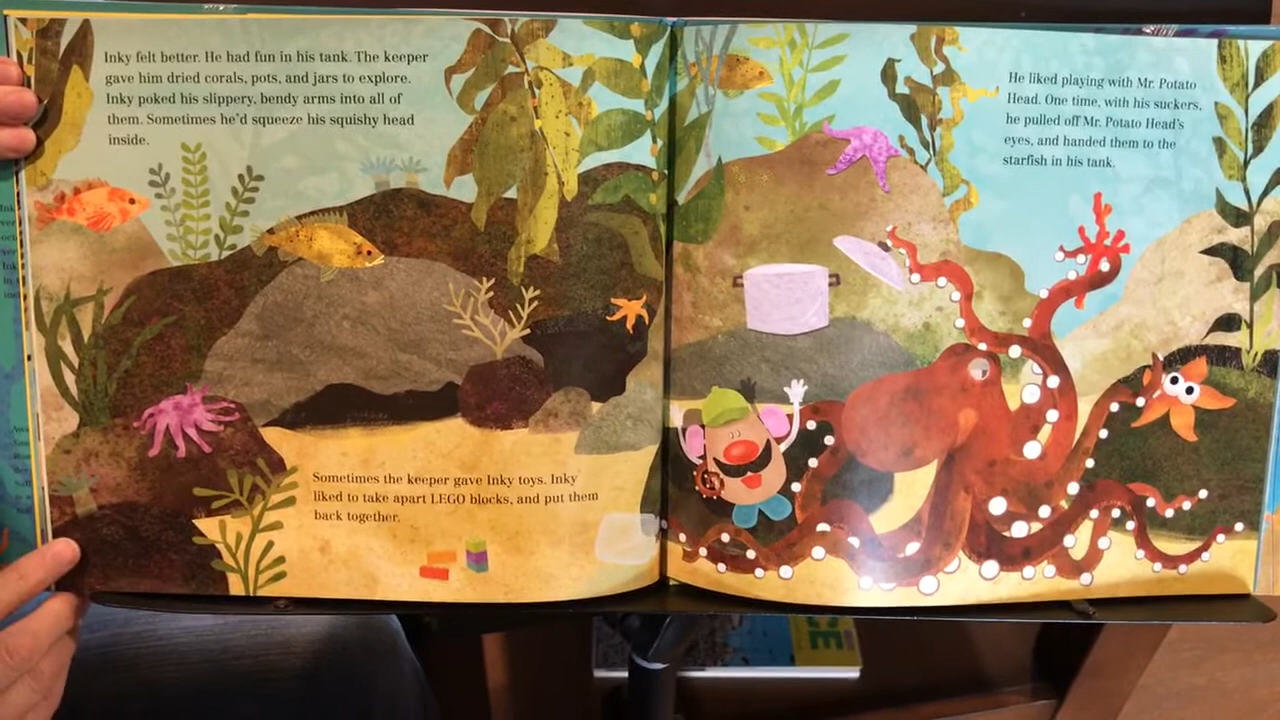 Inky felt better. He had fun in his tank. The keeper
gave him dried corals, pots, and jars to explore.
Inky poked his slippery, bendy arms into all of
them. Sometimes he'd squeeze his squishy head
inside.
Sometimes the keeper gave Inky toys. Inky
liked to take apart LEGO blocks, and put them
back together.
He liked playing with Mr. Potato
Head. One time, with his suckers,
he pulled off Mr. Potato Head's
eyes, and handed them to the
starfish in his tank.